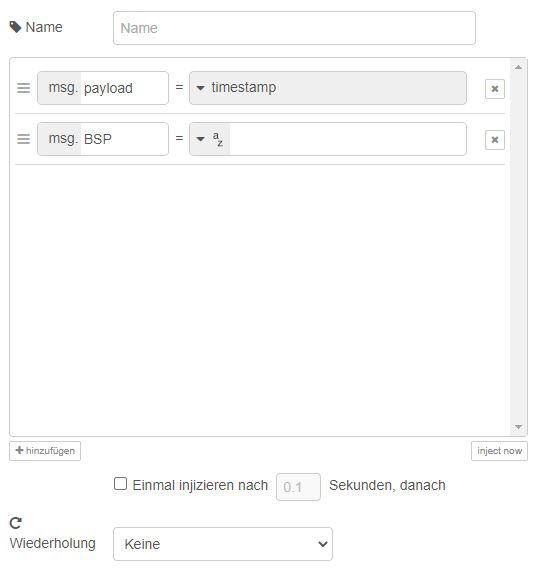 Name Name
msg. payload = timestamp
msg. BSP = az
hinzufügen inject now
Einmal injizieren nach 0.1 Sekunden, danach
Wiederholung Keine